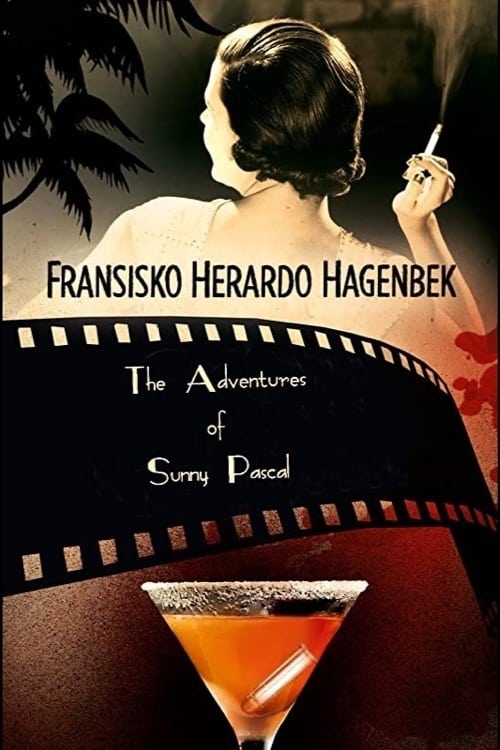 FRANSISKO HERARDO HAGENBEK
The Adventures
of
Sunny Pascal